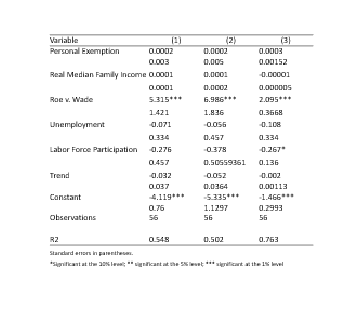 Variable (1) (2) (3)
Personal Exemption 0.0002 0.0002 0.0003
0.003 0.005 0.00152
Real Median Family Income 0.0001 0.0001 -0.00001
0.0001 0.0002 0.000005
Roe v. Wade 5.315*** 6.986*** 2.095***
1.421 1.836 0.3668
Unemployment -0.071 -0.056 -0.108
0.334 0.457 0.334
Labor Force Participation -0.276 -0.378 -0.267*
0.457 0.50559361 0.136
Trend -0.032 -0.052 -0.002
0.037 0.0364 0.00113
Constant -4.119*** -5.335*** -1.466***
0.76 1.1297 0.2993
Observations 56 56 56
R2 0.548 0.502 0.763
Standard errors in parentheses.
*Significant at the 10% level; ** significant at the 5% level; *** significant at the 1% level